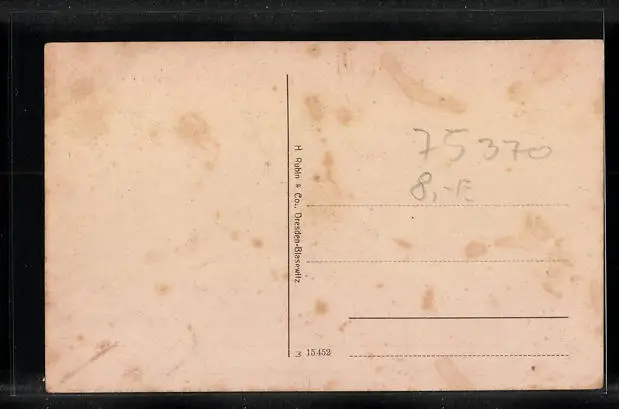 75370
8,-E
H. Rubin & Co., Dresden-Blasewitz
3 15452